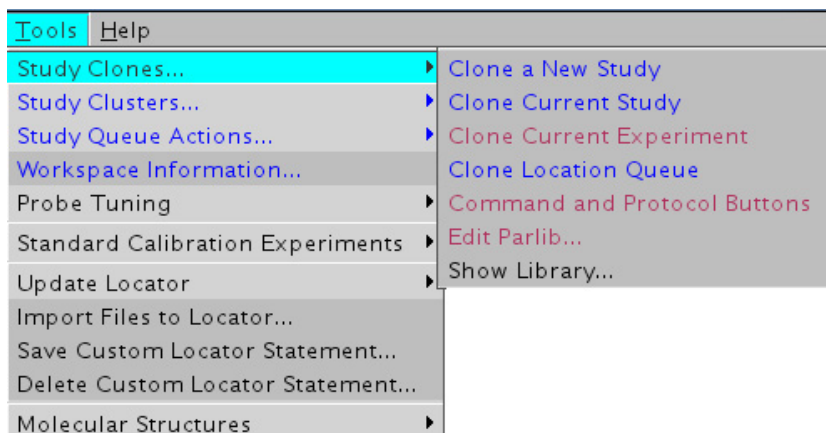 Tools Help
Study Clones...
Study Clusters...
Study Queue Actions...
Workspace Information...
Probe Tuning
Standard Calibration Experiments
Update Locator
Import Files to Locator...
Save Custom Locator Statement...
Delete Custom Locator Statement...
Molecular Structures
Clone a New Study
Clone Current Study
Clone Current Experiment
Clone Location Queue
Command and Protocol Buttons
Edit Parlib...
Show Library...